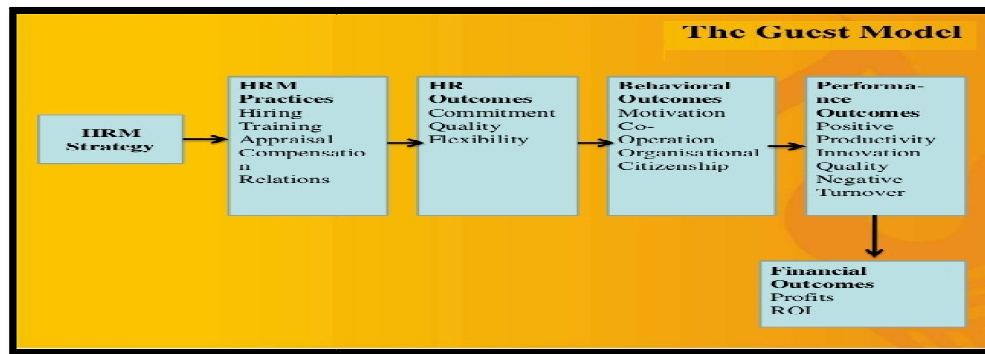 The Guest Model
HRM
Strategy
HRM
Practices
Hiring
Training
Appraisal
Compensatio
n
Relations
HR
Outcomes
Commitment
Quality
Flexibility
Behavioral
Outcomes
Motivation
Co-
Operation
Organisational
Citizenship
Performa-
nce
Outcomes
Positive
Productivity
Innovation
Quality
Negative
Turnover
Financial
Outcomes
Profits
ROI